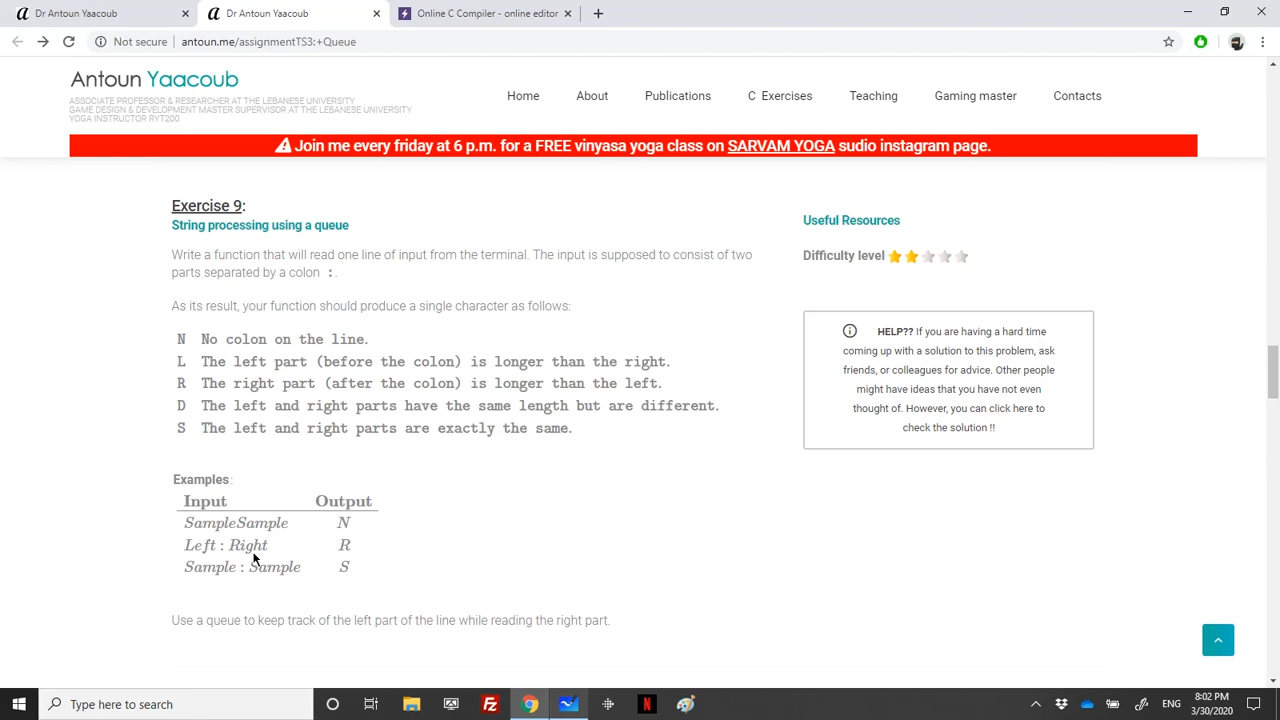 Dr Antoun Yaacoub
Dr Antoun Yaacoub
Online C Compiler - online editor
Not secure
antoun.me/assignmentTS3:+Queue
Antoun Yaacoub
ASSOCIATE PROFESSOR & RESEARCHER AT THE LEBANESE UNIVERSITY
GAME DESIGN & DEVELOPMENT MASTER SUPERVISOR AT THE LEBANESE UNIVERSITY
YOGA INSTRUCTOR RYT200
Home
About
Publications
C Exercises
Teaching
Gaming master
Contacts
Join me every friday at 6 p.m. for a FREE vinyasa yoga class on SARVAM YOGA sudio instagram page.
Exercise 9:
String processing using a queue
Write a function that will read one line of input from the terminal. The input is supposed to consist of two
parts separated by a colon :.
As its result, your function should produce a single character as follows:
N No colon on the line.
L The left part (before the colon) is longer than the right.
R The right part (after the colon) is longer than the left.
D The left and right parts have the same length but are different.
S The left and right parts are exactly the same.
Examples:
Input Output
SampleSample N
Left : Right R
Sample : Sample S
Use a queue to keep track of the left part of the line while reading the right part.
Useful Resources
Difficulty level
HELP?? If you are having a hard time
coming up with a solution to this problem, ask
friends, or colleagues for advice. Other people
might have ideas that you have not even
thought of. However, you can click here to
check the solution !!
Type here to search
ENG
8:02 PM
3/30/2020